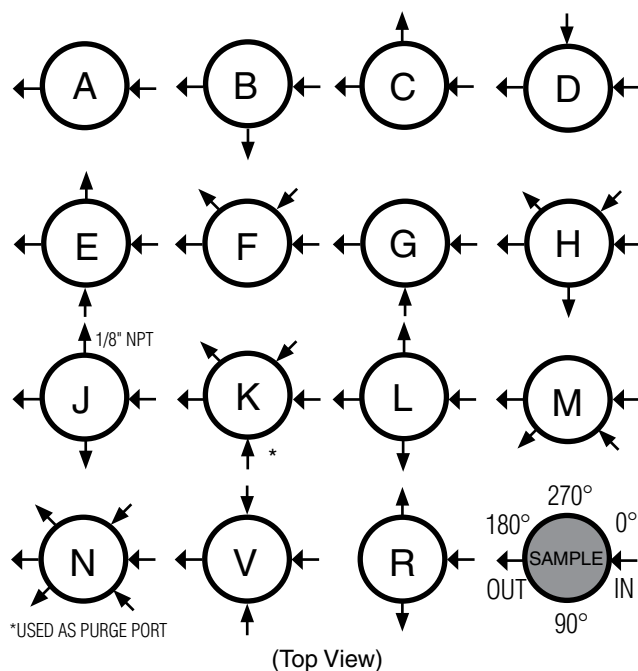 A B C D
E F G H
1/8" NPT
J K L M
*
270°
180° 0°
N V R SAMPLE
OUT IN
90°
*USED AS PURGE PORT
(Top View)